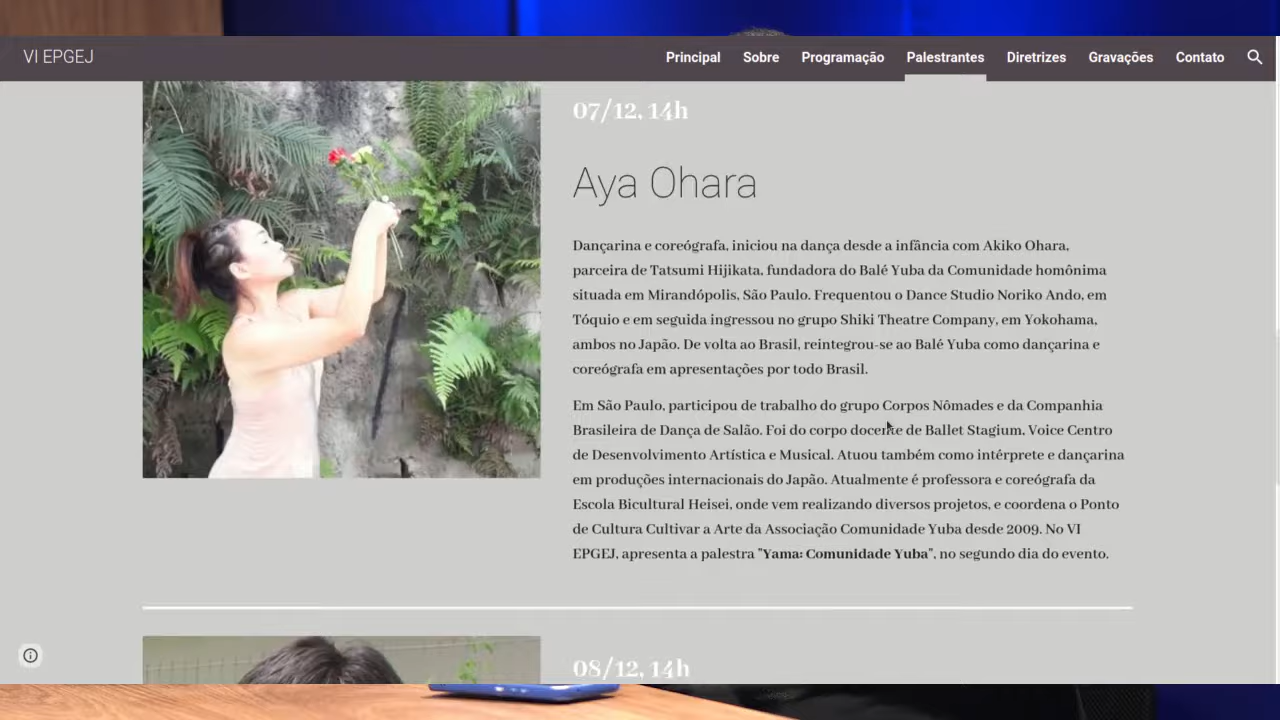 VI EPGEJ
Principal Sobre Programação Palestrantes Diretrizes Gravações Contato
07/12, 14h
Aya Ohara
Dançarina e coreógrafa, iniciou na dança desde a infância com Akiko Ohara,
parceira de Tatsumi Hijikata, fundadora do Balé Yuba da Comunidade homônima
situada em Mirandópolis, São Paulo. Frequentou o Dance Studio Noriko Ando, em
Tóquio e em seguida ingressou no grupo Shiki Theatre Company, em Yokohama,
ambos no Japão. De volta ao Brasil, reintegrou-se ao Balé Yuba como dançarina e
coreógrafa em apresentações por todo Brasil.
Em São Paulo, participou de trabalho do grupo Corpos Nômades e da Companhia
Brasileira de Dança de Salão. Foi do corpo docente de Ballet Stagium, Voice Centro
de Desenvolvimento Artística e Musical. Atuou também como intérprete e dançarina
em produções internacionais do Japão. Atualmente é professora e coreógrafa da
Escola Bicultural Heisei, onde vem realizando diversos projetos, e coordena o Ponto
de Cultura Cultivar a Arte da Associação Comunidade Yuba desde 2009. No VI
EPGEJ, apresenta a palestra "Yama: Comunidade Yuba", no segundo dia do evento.
08/12, 14h